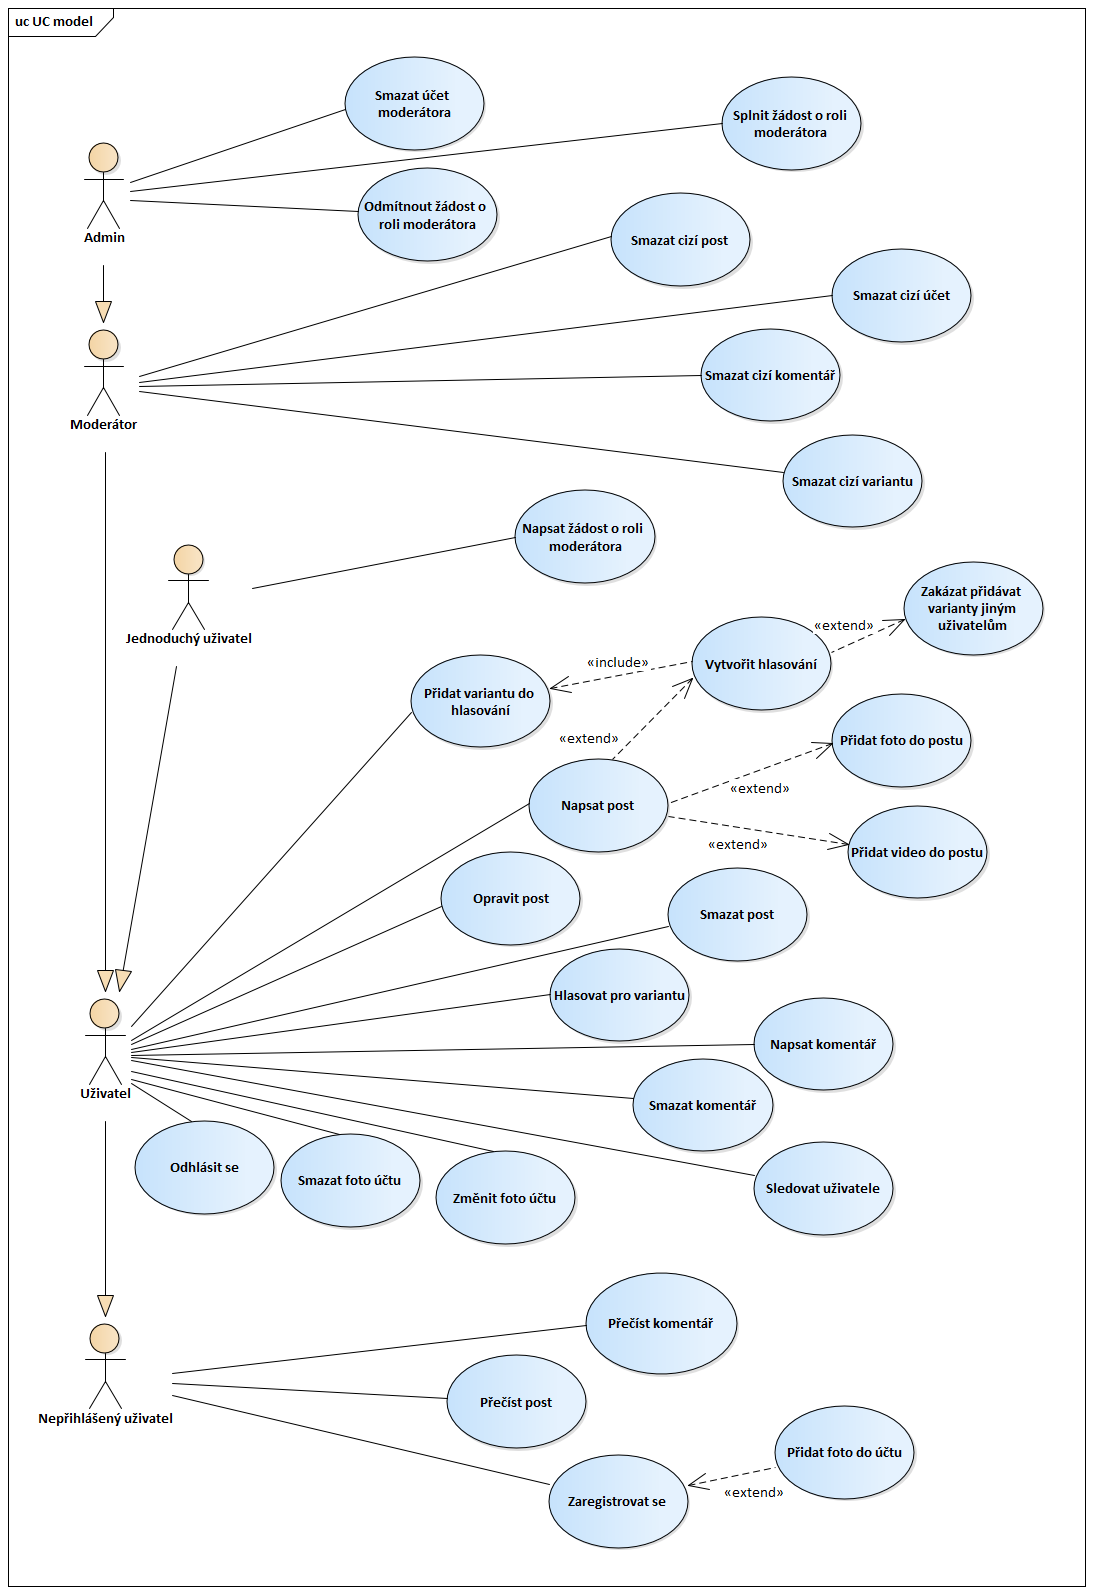 uc UC model
Smazat účet
moderátora
Splnit žádost o roli
moderátora
Admin
Odmítnout žádost o
roli moderátora
Smazat cizí post
Smazat cizí účet
Moderátor
Smazat cizí komentář
Smazat cizí variantu
Napsat žádost o roli
moderátora
Jednoduchý uživatel
Zakázat přidávat
varianty jiným
uživatelům
«extend»
Vytvořit hlasování
«include»
Přidat variantu do
hlasování
«extend»
Přidat foto do postu
«extend»
Napsat post
«extend»
Přidat video do postu
Opravit post
Smazat post
Hlasovat pro variantu
Napsat komentář
Uživatel
Smazat komentář
Odhlásit se
Smazat foto účtu
Změnit foto účtu
Sledovat uživatele
Přečíst komentář
Přečíst post
Nepřihlášený uživatel
Přidat foto do účtu
«extend»
Zaregistrovat se